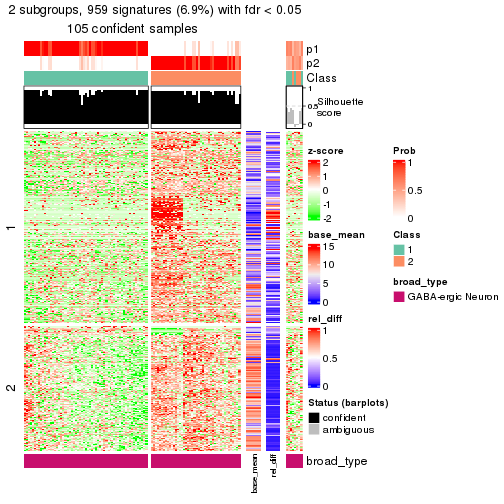 2 subgroups, 959 signatures (6.9%) with fdr < 0.05
105 confident samples
p1
p2
Class
1
0.5
0
Silhouette
score
1
2
z-score
2
1
0
-1
-2
base_mean
15
10
5
0
rel_diff
1
0.5
0
Status (barplots)
confident
ambiguous
Prob
1
0.5
0
Class
1
2
broad_type
GABA-ergic Neuron
broad_type
base_mean
rel_diff